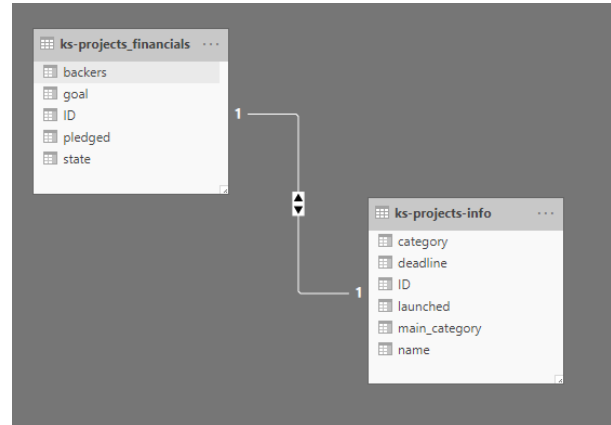 ks-projects_financials ...
backers
goal
ID
pledged
state
1
1
ks-projects-info ...
category
deadline
ID
launched
main_category
name